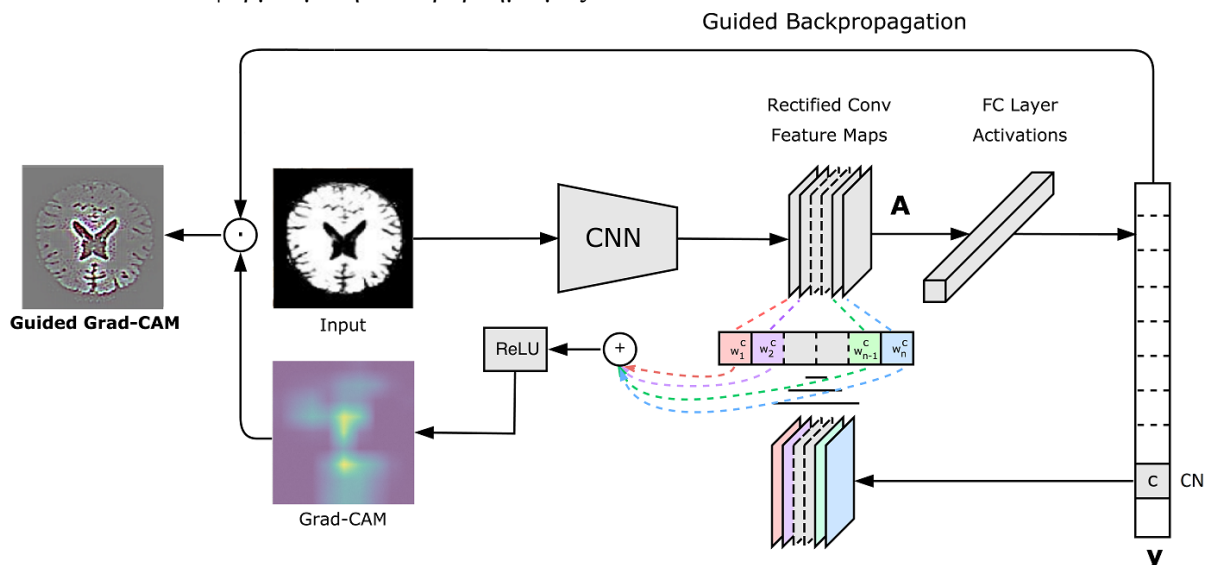 Guided Backpropagation
Rectified Conv
Feature Maps
FC Layer
Activations
A
CNN
Guided Grad-CAM
Input
ReLU
+
w₁ᶜ w₂ᶜ wₙ₋₁ᶜ wₙᶜ
Grad-CAM
c CN
y